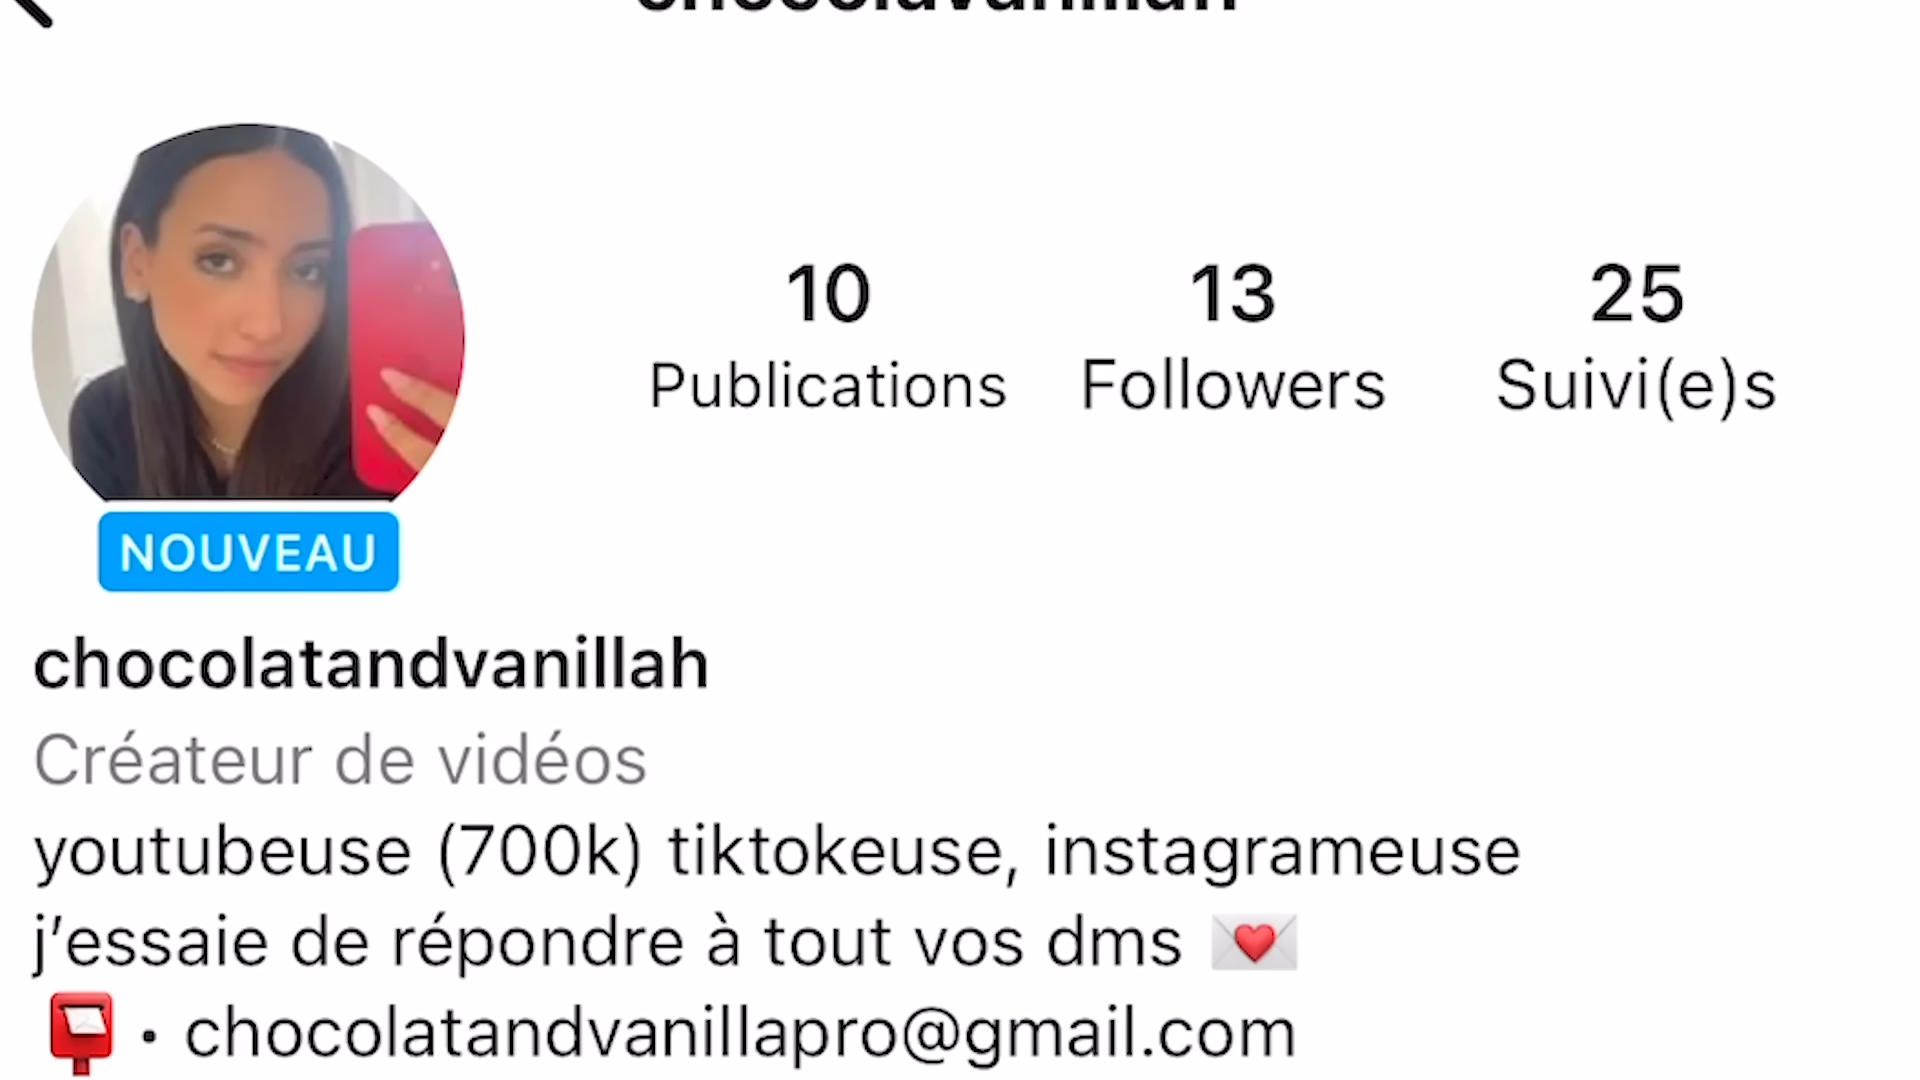 chocolavanillah
10 13 25
Publications Followers Suivi(e)s
NOUVEAU
chocolatandvanillah
Créateur de vidéos
youtubeuse (700k) tiktokeuse, instagrameuse
j’essaie de répondre à tout vos dms 💌
📮 • chocolatandvanillapro@gmail.com